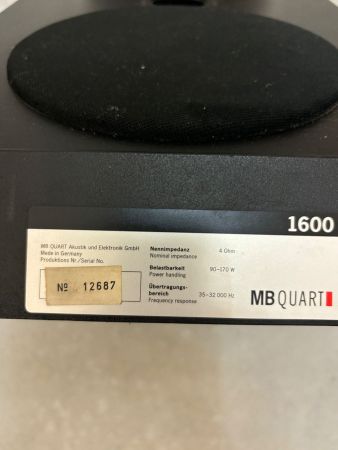 1600
MB QUART Akustik und Elektronik GmbH
Made in Germany
Produktions Nr./Serial No.
Nº 12687
Nennimpedanz 4 Ohm
Nominal impedance
Belastbarkeit 90-170 W
Power handling
Übertragungs-
bereich 35-32 000 Hz
Frequency response
MB QUART